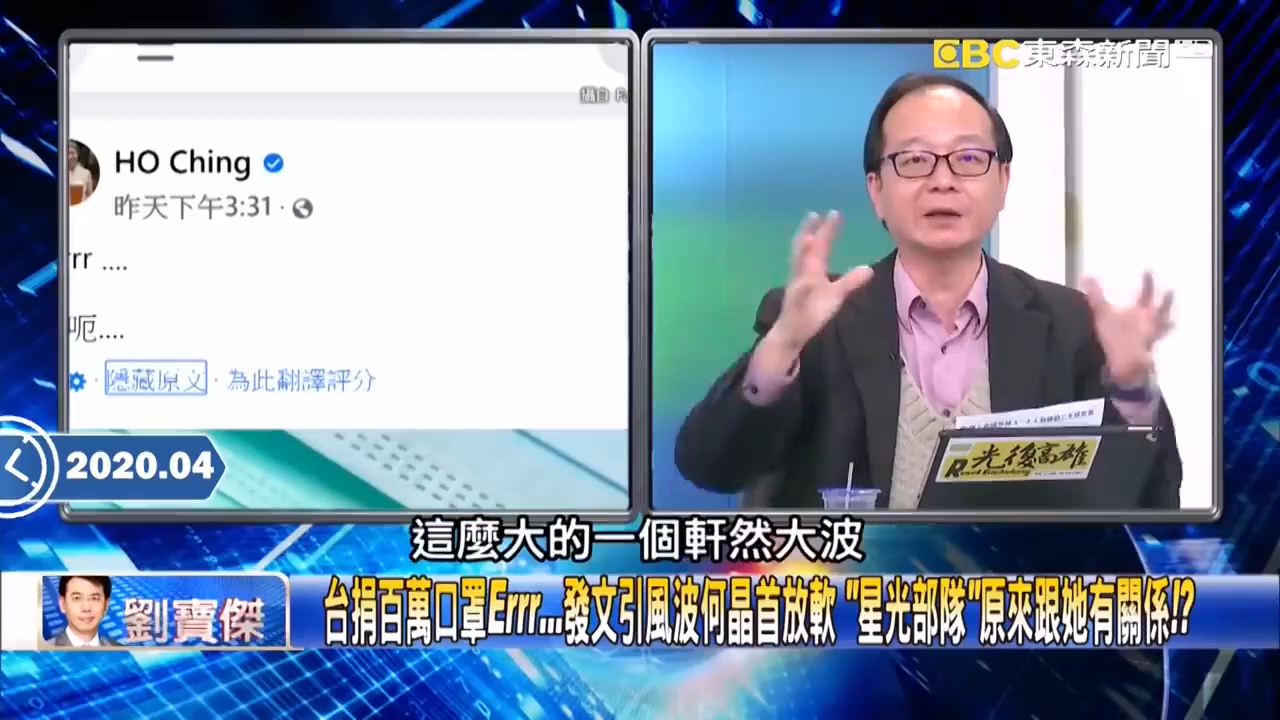 EBC東森新聞
攝自 F
HO Ching
昨天下午3:31
rr ....
呃....
隱藏原文 · 為此翻譯評分
2020.04
光復高雄
這麼大的一個軒然大波
劉寶傑
台捐百萬口罩Errr...發文引風波何晶首放軟 "星光部隊"原來跟她有關係!?